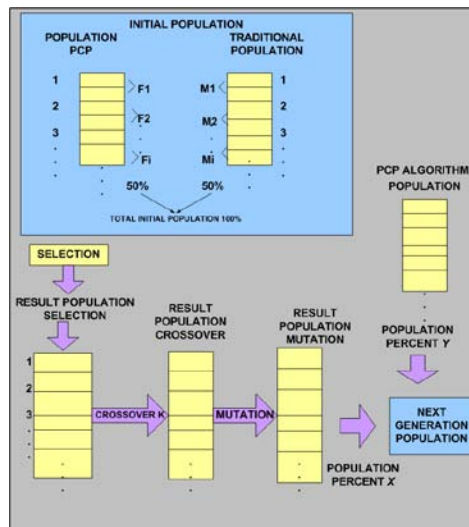 INITIAL POPULATION
POPULATION
PCP
TRADITIONAL
POPULATION
1
2
3
F1
F2
Fi
M1
M2
Mi
1
2
3
50%
50%
TOTAL INITIAL POPULATION 100%
PCP ALGORITHM
POPULATION
SELECTION
RESULT POPULATION
SELECTION
RESULT
POPULATION
CROSSOVER
RESULT
POPULATION
MUTATION
POPULATION
PERCENT Y
1
2
3
CROSSOVER K
MUTATION
NEXT
GENERATION
POPULATION
POPULATION
PERCENT X